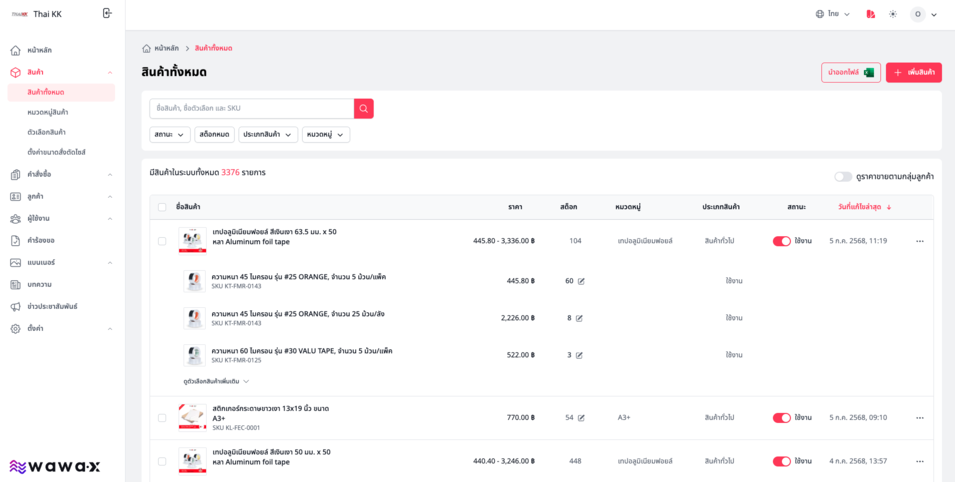 Thai KK
ไทย
O
หน้าหลัก
สินค้า
สินค้าทั้งหมด
หมวดหมู่สินค้า
ตัวเลือกสินค้า
ตั้งค่าขนาดสั่งตัดไซส์
คำสั่งซื้อ
ลูกค้า
ผู้ใช้งาน
คำร้องขอ
แบนเนอร์
บทความ
ข่าวประชาสัมพันธ์
ตั้งค่า
wawa-x
หน้าหลัก > สินค้าทั้งหมด
สินค้าทั้งหมด
นำออกไฟล์
+ เพิ่มสินค้า
ชื่อสินค้า, ชื่อตัวเลือก และ SKU
สถานะ สต็อกหมด ประเภทสินค้า หมวดหมู่
มีสินค้าในระบบทั้งหมด 3376 รายการ
ดูราคาขายตามกลุ่มลูกค้า
ชื่อสินค้า ราคา สต็อก หมวดหมู่ ประเภทสินค้า สถานะ วันที่แก้ไขล่าสุด
เทปอลูมิเนียมฟอยล์ สีเงินเงา 63.5 มม. x 50
หลา Aluminum foil tape
445.80 - 3,336.00 ฿ 104 เทปอลูมิเนียมฟอยล์ สินค้าทั่วไป ใช้งาน 5 ก.ค. 2568, 11:19
ความหนา 45 ไมครอน รุ่น #25 ORANGE, จำนวน 5 ม้วน/แพ็ค
SKU KT-FMR-0143
445.80 ฿ 60 ใช้งาน
ความหนา 45 ไมครอน รุ่น #25 ORANGE, จำนวน 25 ม้วน/ลัง
SKU KT-FMR-0143
2,226.00 ฿ 8 ใช้งาน
ความหนา 60 ไมครอน รุ่น #30 VALU TAPE, จำนวน 5 ม้วน/แพ็ค
SKU KT-FMR-0125
522.00 ฿ 3 ใช้งาน
ดูตัวเลือกสินค้าเพิ่มเติม
สติกเกอร์กระดาษขาวเงา 13x19 นิ้ว ขนาด
A3+
SKU KL-FEC-0001
770.00 ฿ 54 A3+ สินค้าทั่วไป ใช้งาน 5 ก.ค. 2568, 09:10
เทปอลูมิเนียมฟอยล์ สีเงินเงา 50 มม. x 50
หลา Aluminum foil tape
440.40 - 3,246.00 ฿ 448 เทปอลูมิเนียมฟอยล์ สินค้าทั่วไป ใช้งาน 4 ก.ค. 2568, 13:57